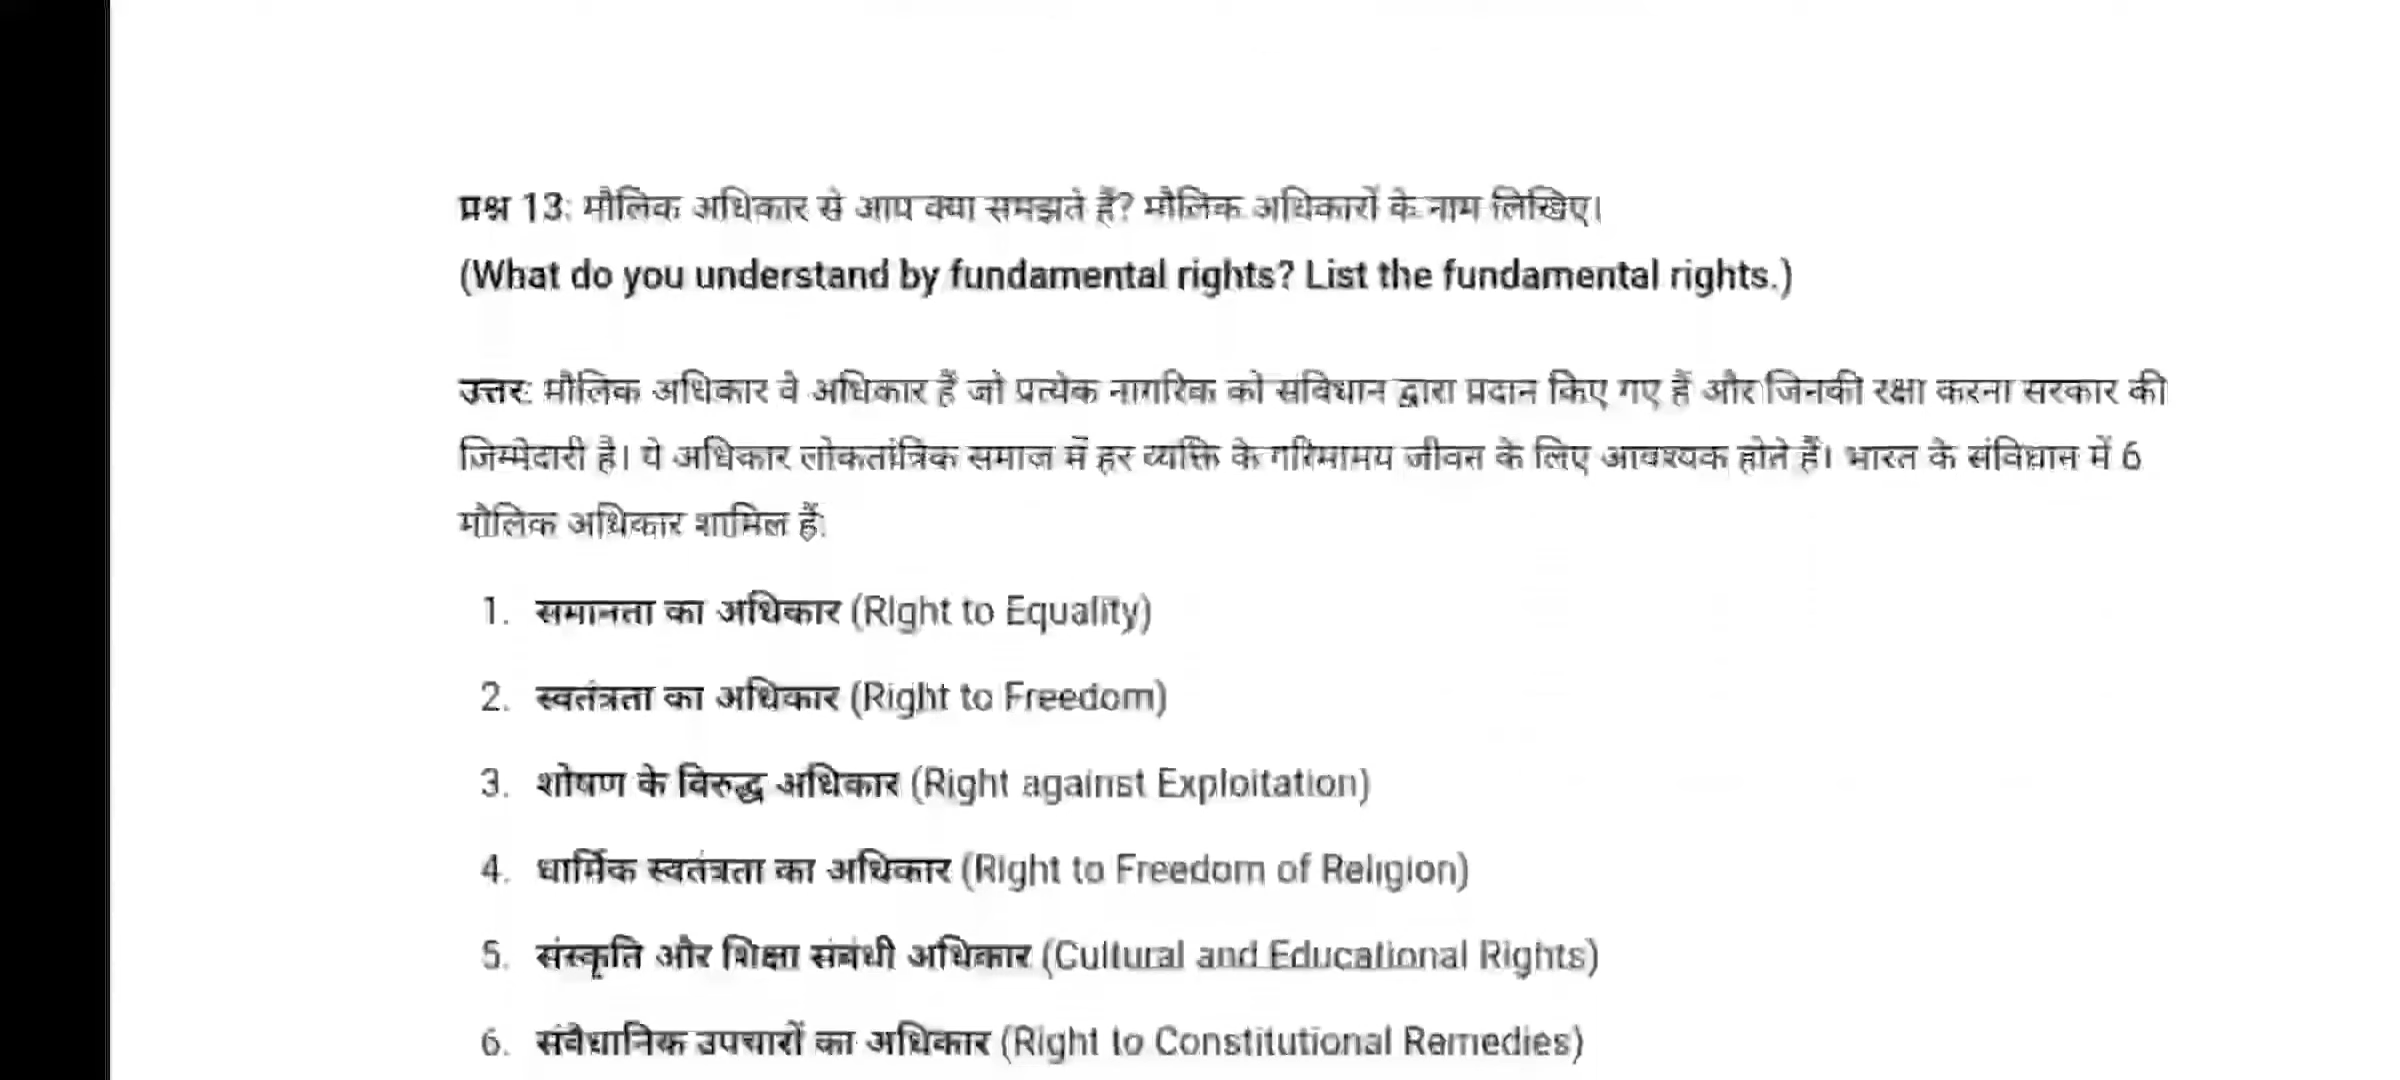 प्रश्न 13: मौलिक अधिकार से आप क्या समझते हैं? मौलिक अधिकारों के नाम लिखिए।
(What do you understand by fundamental rights? List the fundamental rights.)
उत्तर: मौलिक अधिकार वे अधिकार हैं जो प्रत्येक नागरिक को संविधान द्वारा प्रदान किए गए हैं और जिनकी रक्षा करना सरकार की
जिम्मेदारी है। ये अधिकार लोकतांत्रिक समाज में हर व्यक्ति के गरिमामय जीवन के लिए आवश्यक होते हैं। भारत के संविधान में 6
मौलिक अधिकार शामिल हैं:
1. समानता का अधिकार (Right to Equality)
2. स्वतंत्रता का अधिकार (Right to Freedom)
3. शोषण के विरुद्ध अधिकार (Right against Exploitation)
4. धार्मिक स्वतंत्रता का अधिकार (Right to Freedom of Religion)
5. संस्कृति और शिक्षा संबंधी अधिकार (Cultural and Educational Rights)
6. संवैधानिक उपचारों का अधिकार (Right to Constitutional Remedies)